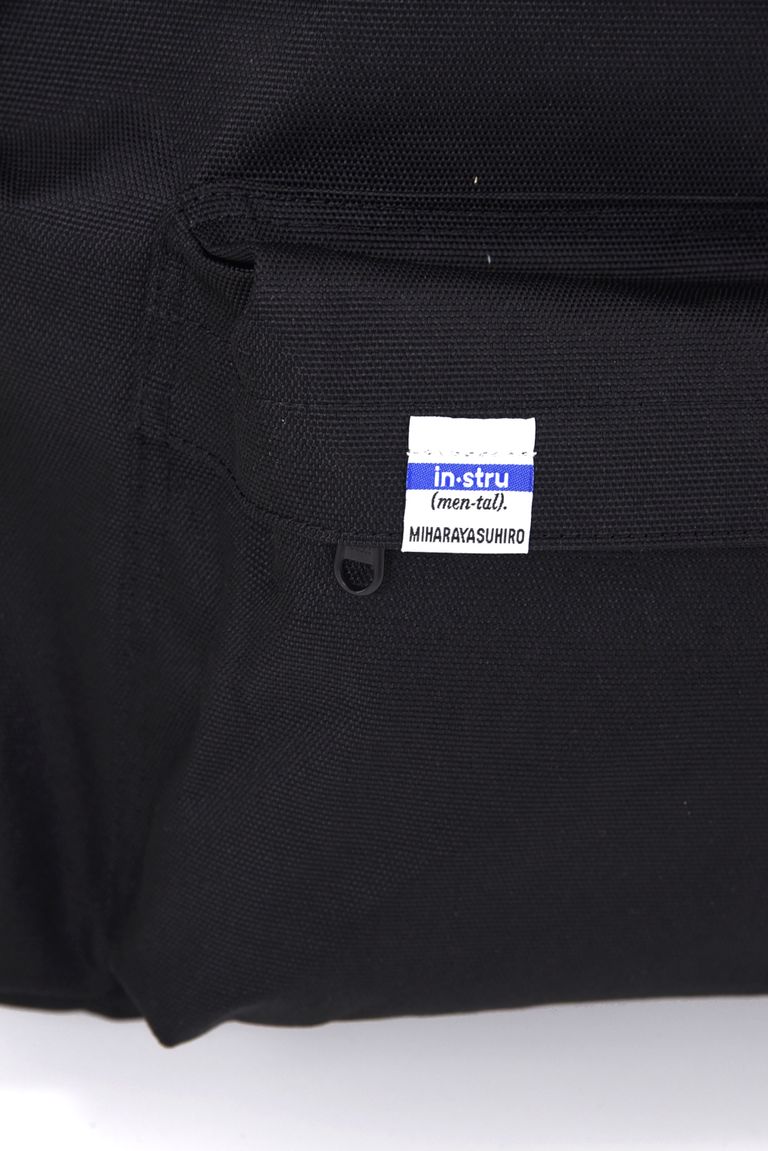 in•stru
(men-tal).
MIHARAYASUHIRO